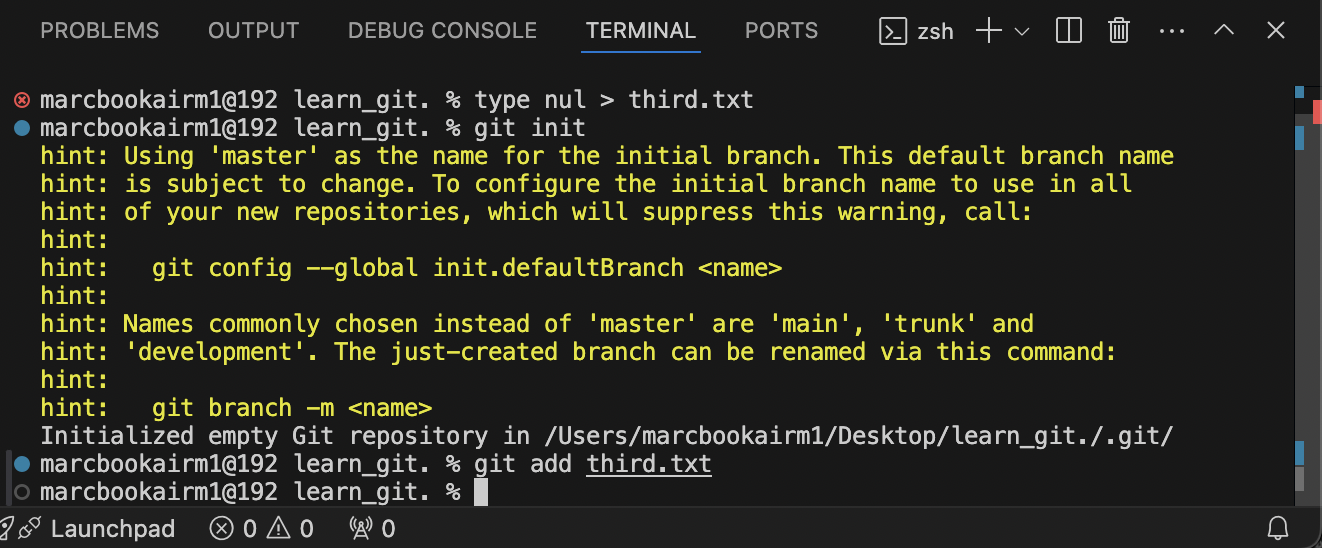 PROBLEMS OUTPUT DEBUG CONSOLE TERMINAL PORTS zsh
marcbookairm1@192 learn_git. % type nul > third.txt
marcbookairm1@192 learn_git. % git init
hint: Using 'master' as the name for the initial branch. This default branch name
hint: is subject to change. To configure the initial branch name to use in all
hint: of your new repositories, which will suppress this warning, call:
hint:
hint:   git config --global init.defaultBranch <name>
hint:
hint: Names commonly chosen instead of 'master' are 'main', 'trunk' and
hint: 'development'. The just-created branch can be renamed via this command:
hint:
hint:   git branch -m <name>
Initialized empty Git repository in /Users/marcbookairm1/Desktop/learn_git./.git/
marcbookairm1@192 learn_git. % git add third.txt
marcbookairm1@192 learn_git. %
Launchpad 0 0 0